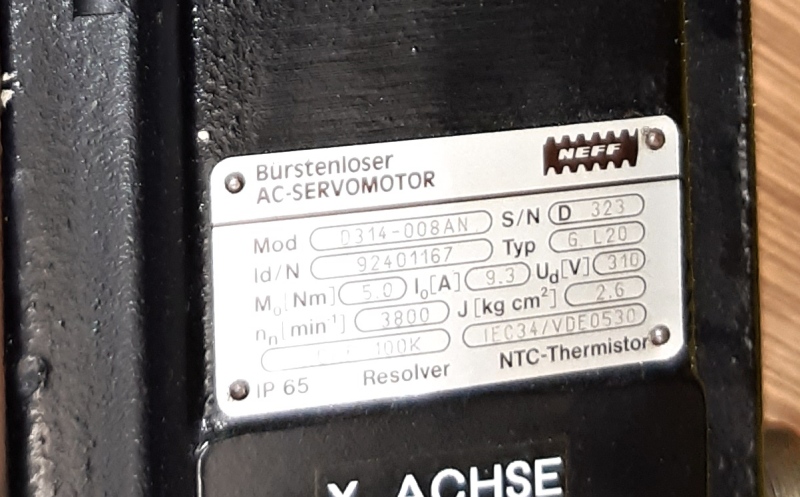 Bürstenloser
AC-SERVOMOTOR
NEFF
Mod D314-008AN S/N D 323
Id/N 92401167 Typ G L20
M₀[Nm] 5.0 I₀[A] 9.3 Ud[V] 310
nn[min⁻¹] 3800 J[kg cm²] 2.6
100K IEC34/VDE0530
IP 65 Resolver NTC-Thermistor
ACHSE